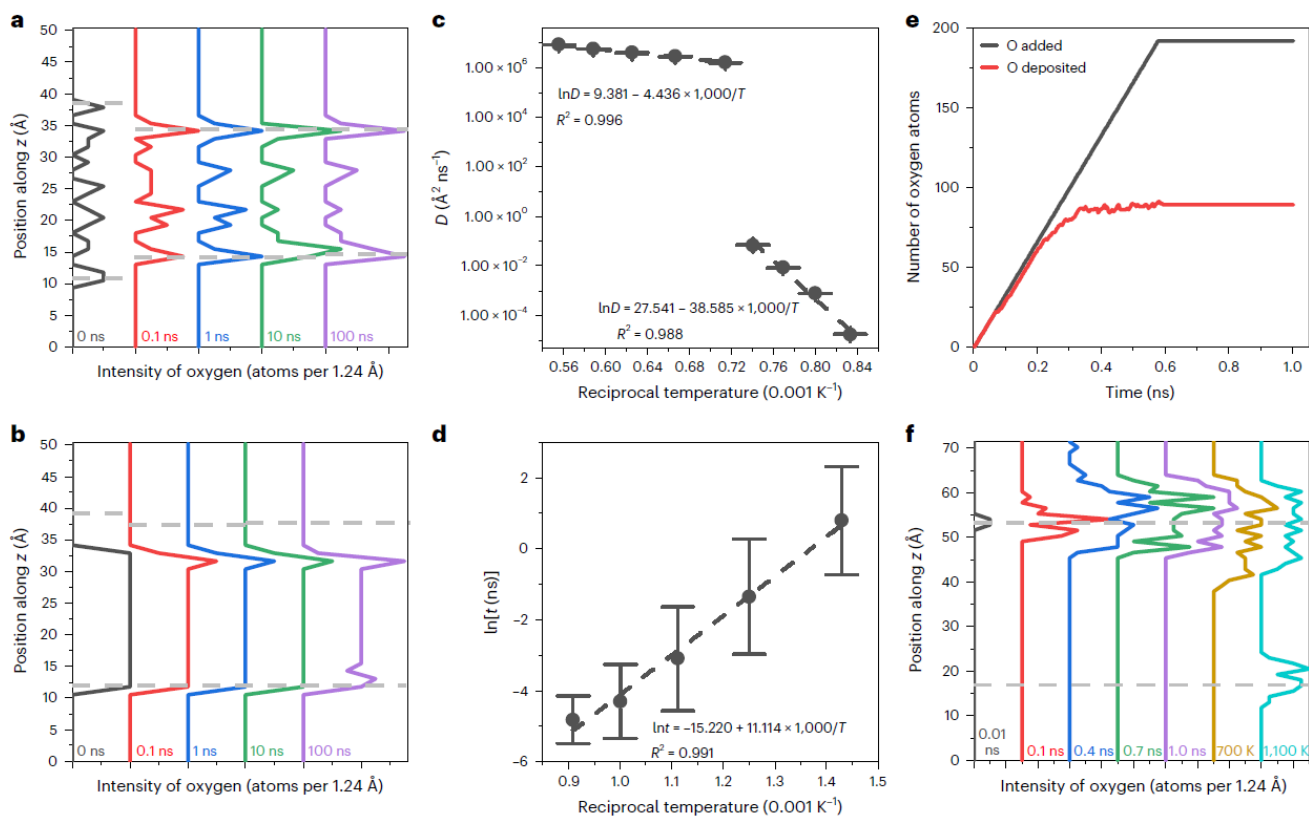 a
50
45
40
35
30
25
20
15
10
5
0
Position along z (Å)
0 ns
0.1 ns
1 ns
10 ns
100 ns
Intensity of oxygen (atoms per 1.24 Å)
c
1.00 × 10⁶
1.00 × 10⁴
1.00 × 10²
1.00 × 10⁰
1.00 × 10⁻²
1.00 × 10⁻⁴
D (Å² ns⁻¹)
lnD = 9.381 – 4.436 × 1,000/T
R² = 0.996
lnD = 27.541 – 38.585 × 1,000/T
R² = 0.988
0.56 0.60 0.64 0.68 0.72 0.76 0.80 0.84
Reciprocal temperature (0.001 K⁻¹)
e
200
150
100
50
0
Number of oxygen atoms
O added
O deposited
0 0.2 0.4 0.6 0.8 1.0
Time (ns)
b
50
45
40
35
30
25
20
15
10
5
0
Position along z (Å)
0 ns
0.1 ns
1 ns
10 ns
100 ns
Intensity of oxygen (atoms per 1.24 Å)
d
2
0
–2
–4
–6
ln[t (ns)]
lnt = –15.220 + 11.114 × 1,000/T
R² = 0.991
0.9 1.0 1.1 1.2 1.3 1.4 1.5
Reciprocal temperature (0.001 K⁻¹)
f
70
60
50
40
30
20
10
0
Position along z (Å)
0.01
ns
0.1 ns
0.4 ns
0.7 ns
1.0 ns
700 K
1,100 K
Intensity of oxygen (atoms per 1.24 Å)